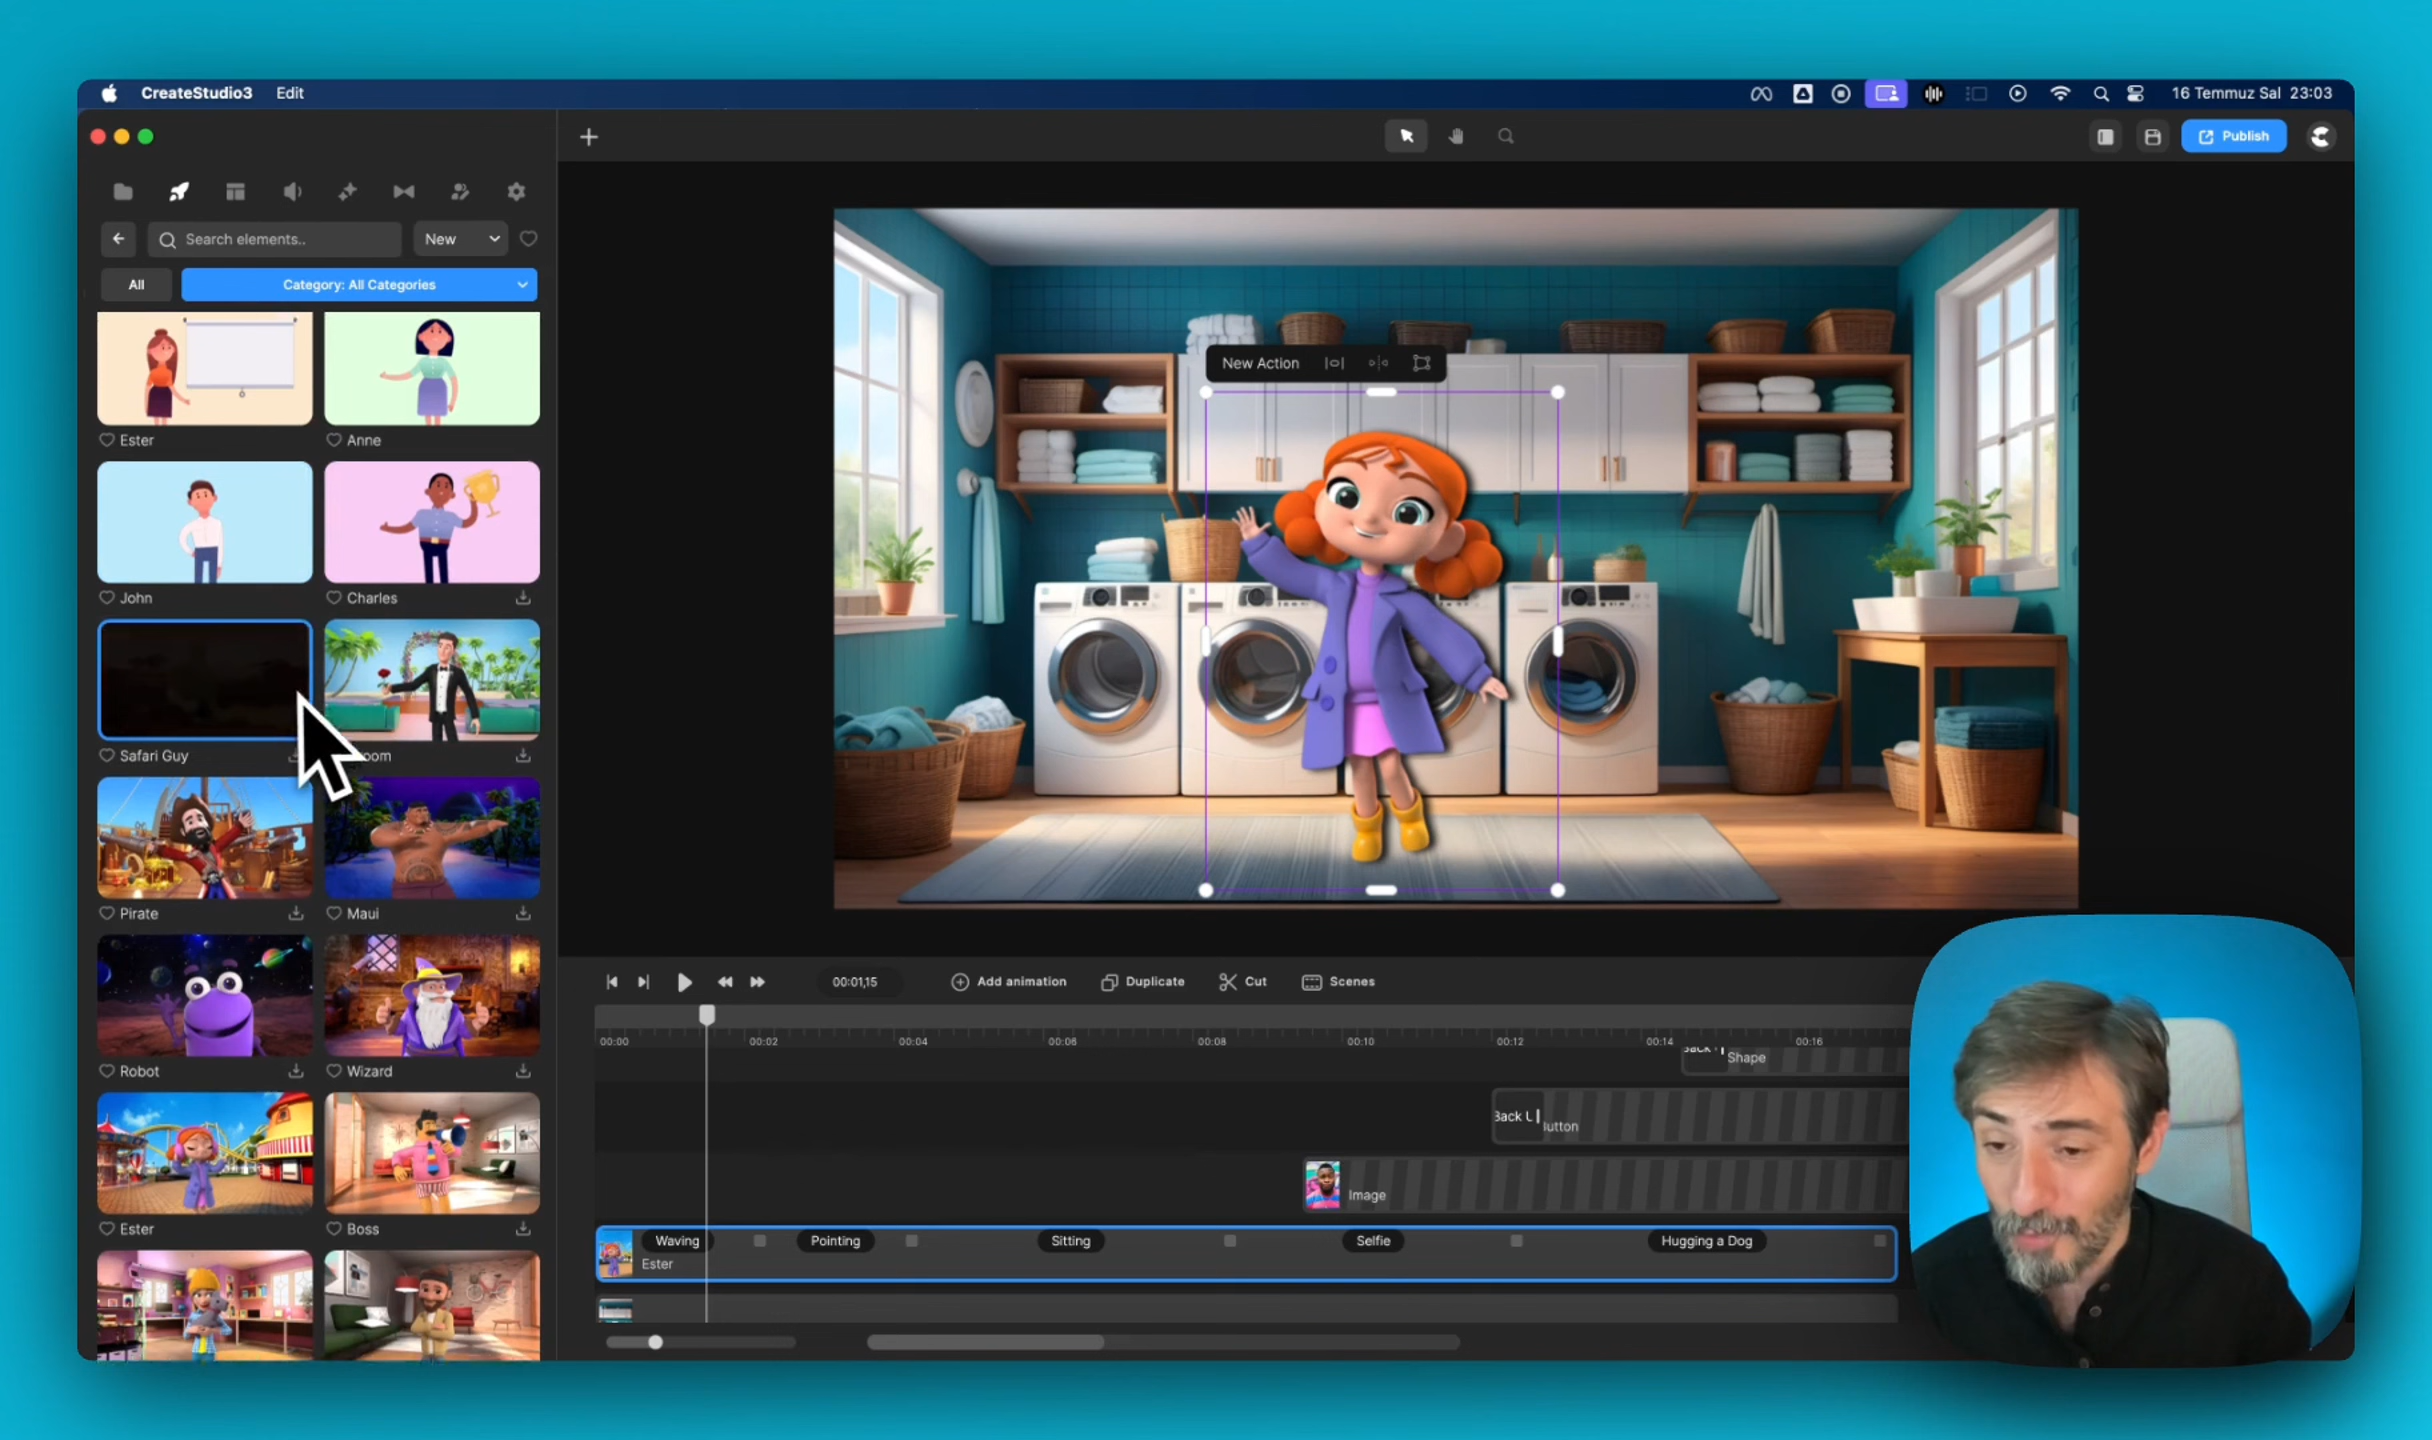 CreateStudio3 Edit
16 Temmuz Sal 23:03
Publish
Search elements..
New
All
Category: All Categories
Ester
Anne
John
Charles
Safari Guy
oom
Pirate
Maui
Robot
Wizard
Ester
Boss
New Action
00:01,15
Add animation
Duplicate
Cut
Scenes
00:00 00:02 00:04 00:06 00:08 00:10 00:12 00:14 00:16
Shape
Back U
utton
Image
Waving Pointing Sitting Selfie Hugging a Dog
Ester